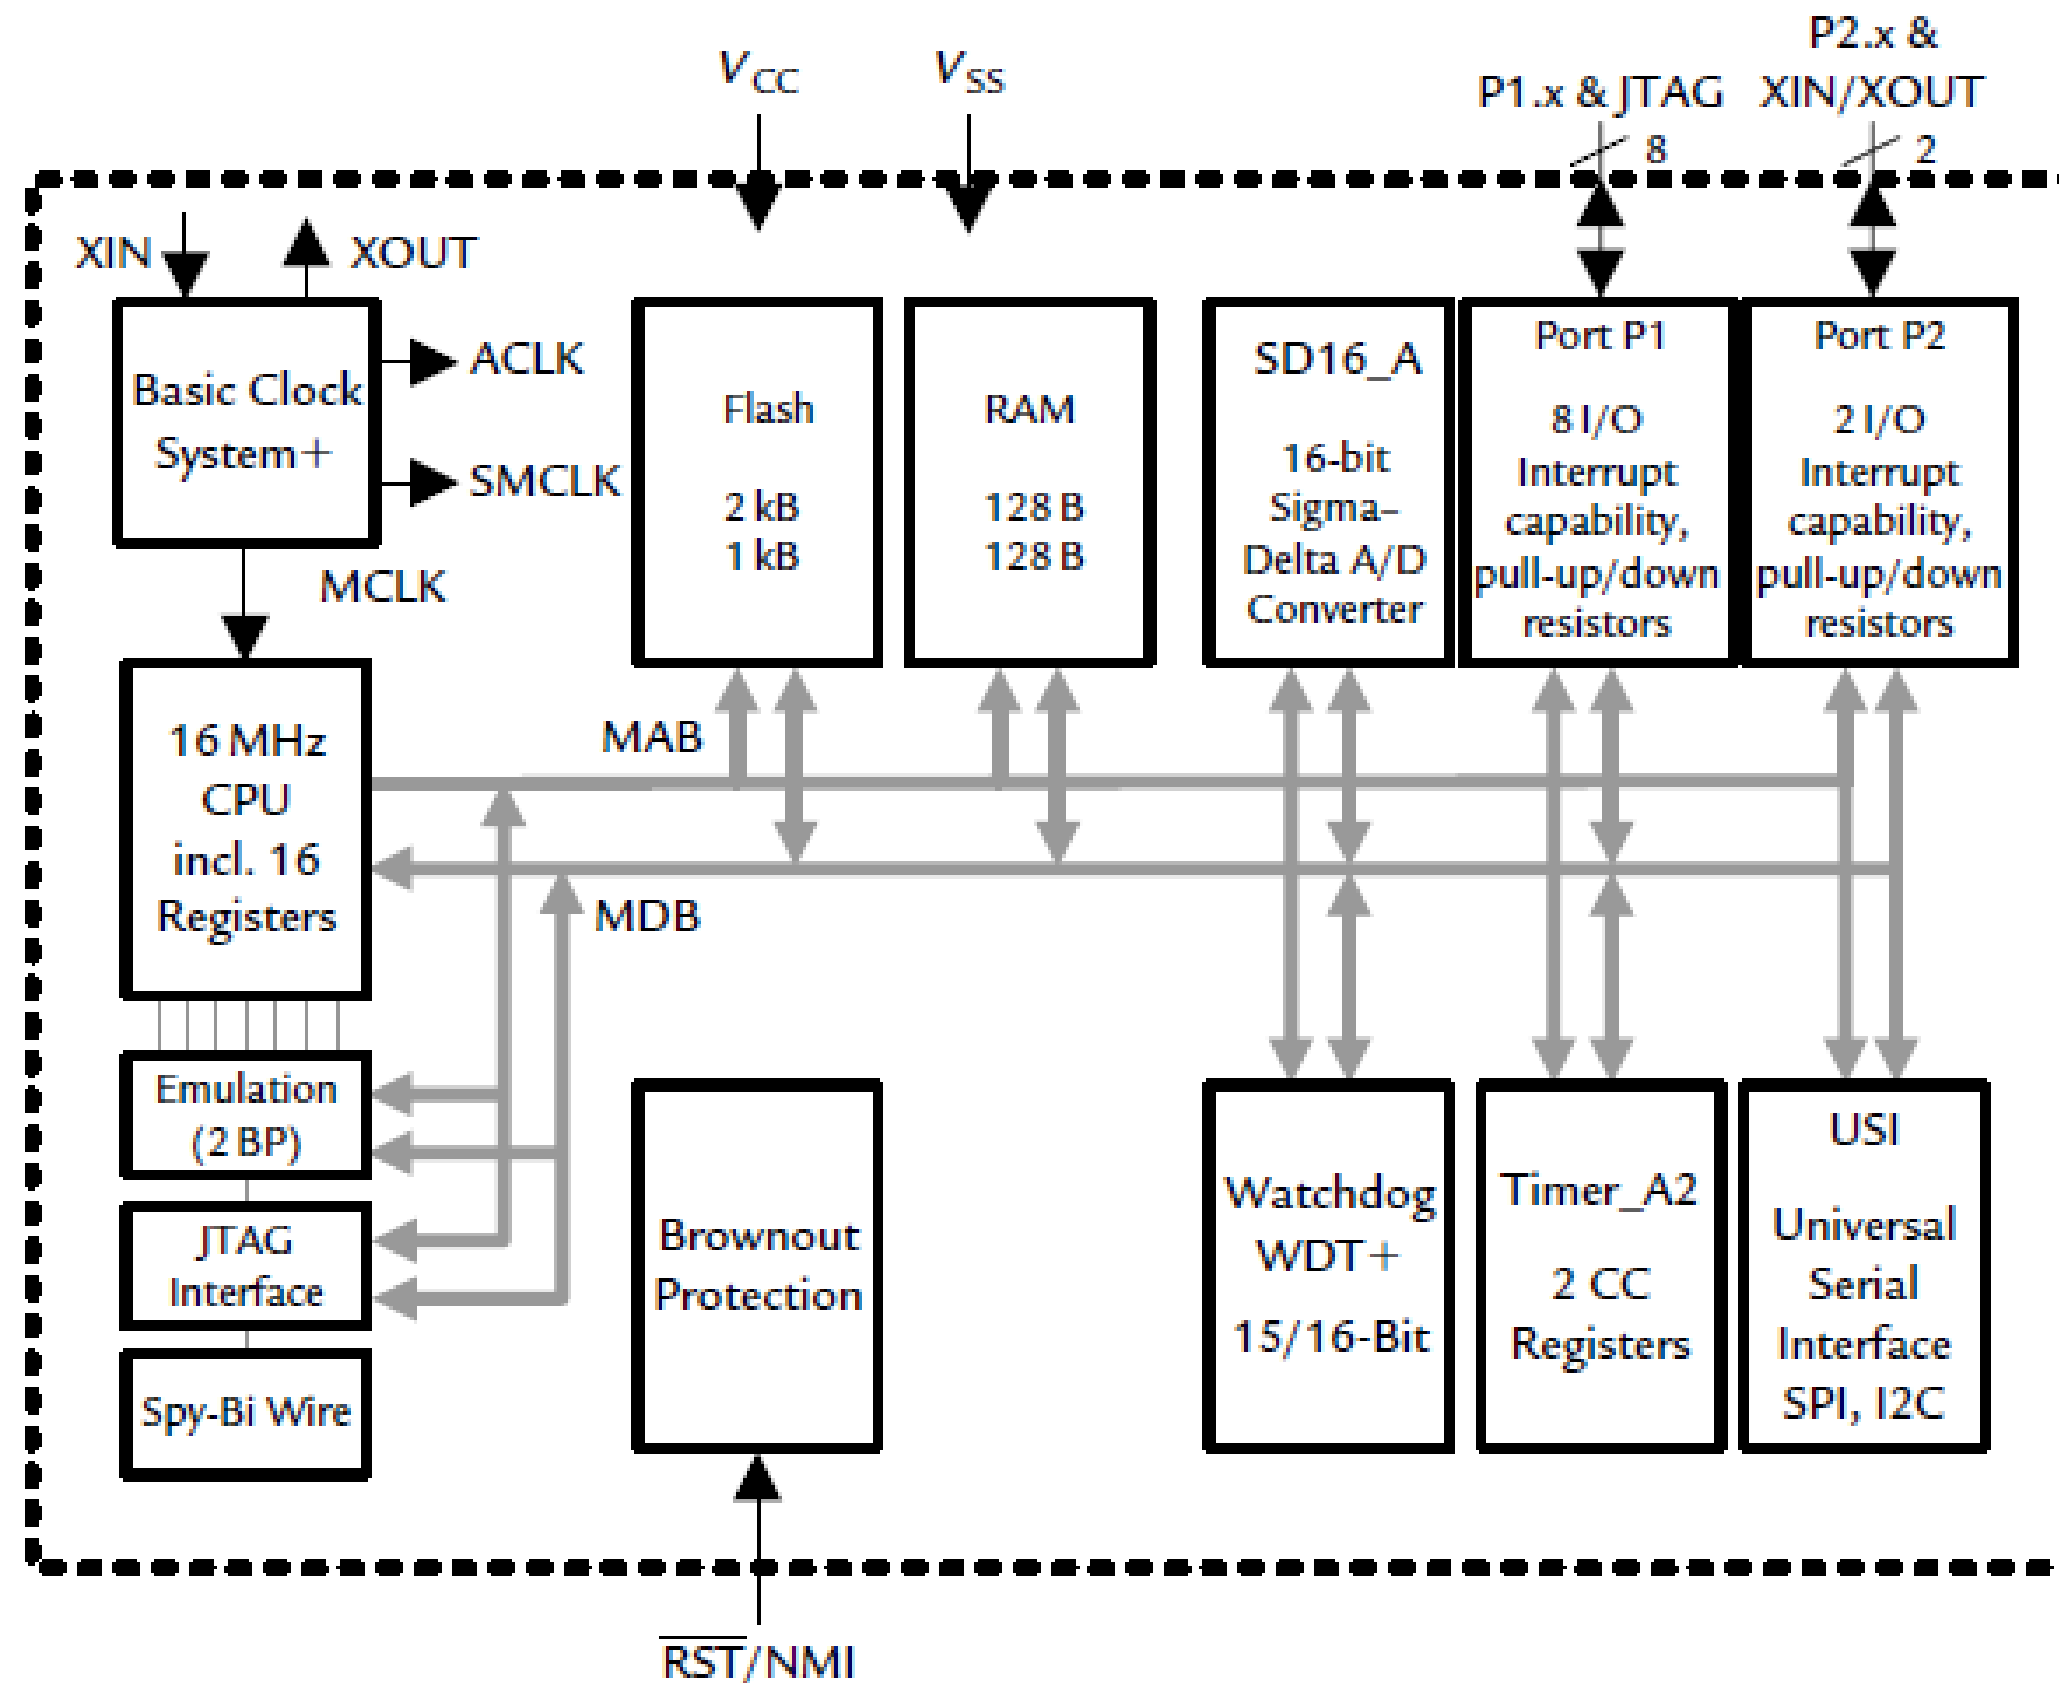 P2.x &
V CC
V SS
P1.x & JTAG
XIN/XOUT
8
2
XIN
XOUT
Basic Clock
System+
ACLK
SMCLK
MCLK
Flash
2 kB
1 kB
RAM
128 B
128 B
SD16_A
16-bit
Sigma–
Delta A/D
Converter
Port P1
8 I/O
Interrupt
capability,
pull-up/down
resistors
Port P2
2 I/O
Interrupt
capability,
pull-up/down
resistors
16 MHz
CPU
incl. 16
Registers
MAB
MDB
Emulation
(2 BP)
JTAG
Interface
Spy-Bi Wire
Brownout
Protection
Watchdog
WDT+
15/16-Bit
Timer_A2
2 CC
Registers
USI
Universal
Serial
Interface
SPI, I2C
RST/NMI